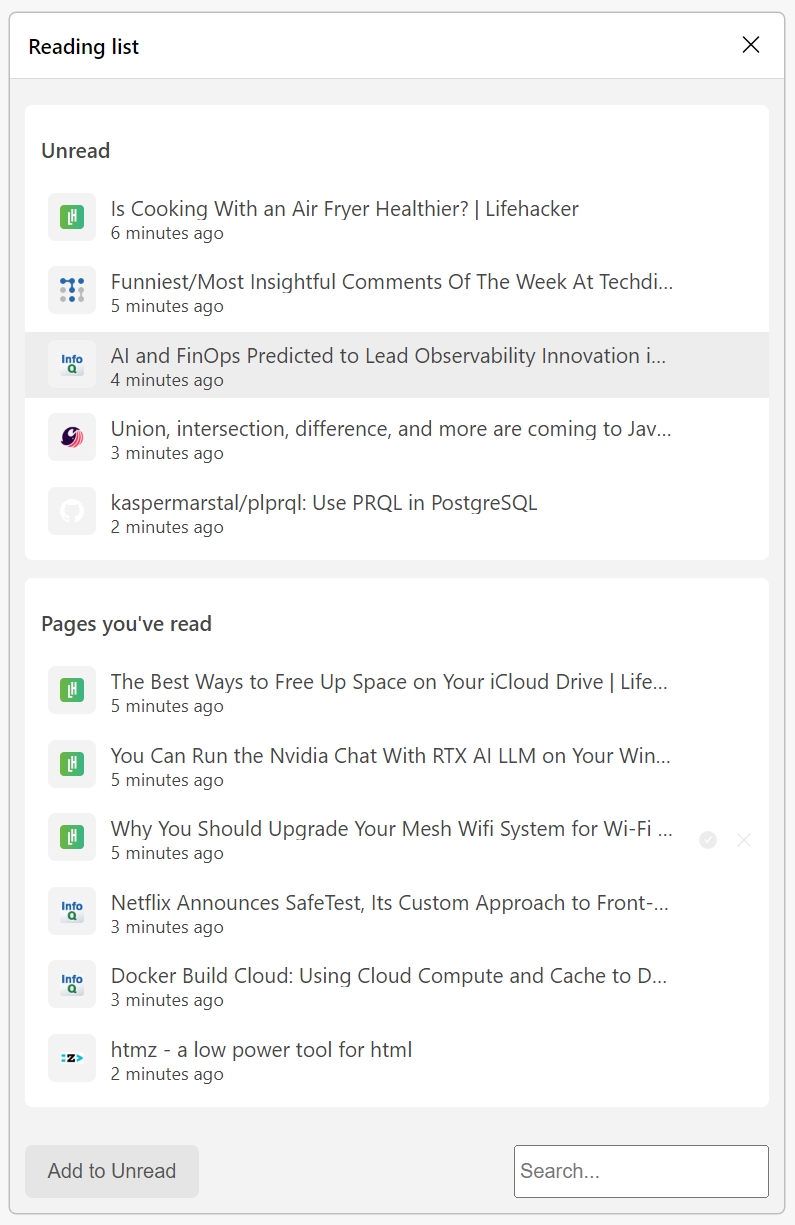 Reading list
Unread
LH
Is Cooking With an Air Fryer Healthier? | Lifehacker
6 minutes ago
Funniest/Most Insightful Comments Of The Week At Techdi...
5 minutes ago
Info
Q
AI and FinOps Predicted to Lead Observability Innovation i...
4 minutes ago
Union, intersection, difference, and more are coming to Jav...
3 minutes ago
kaspermarstal/plprql: Use PRQL in PostgreSQL
2 minutes ago
Pages you've read
LH
The Best Ways to Free Up Space on Your iCloud Drive | Life...
5 minutes ago
LH
You Can Run the Nvidia Chat With RTX AI LLM on Your Win...
5 minutes ago
LH
Why You Should Upgrade Your Mesh Wifi System for Wi-Fi ...
5 minutes ago
Info
Q
Netflix Announces SafeTest, Its Custom Approach to Front-...
3 minutes ago
Info
Q
Docker Build Cloud: Using Cloud Compute and Cache to D...
3 minutes ago
:z>
htmz - a low power tool for html
2 minutes ago
Add to Unread
Search...